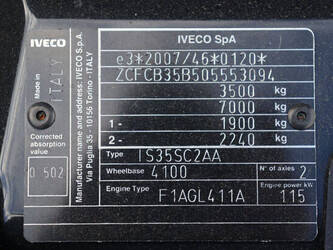 IVECO
Made in
ITALY
Corrected
absorption
value
0 502
Manufacturer name and address: IVECO S.p.A.
Via Puglia 35 - 10156 Torino - ITALY
IVECO SpA
e3*2007/46*0120*
ZCFCB35B505553094
3500 kg
7000 kg
1- 1900 kg
2- 2240 kg
Type IS35SC2AA
Wheelbase 4100 N° of axles 2
Engine Type F1AGL411A Engine power kW 115